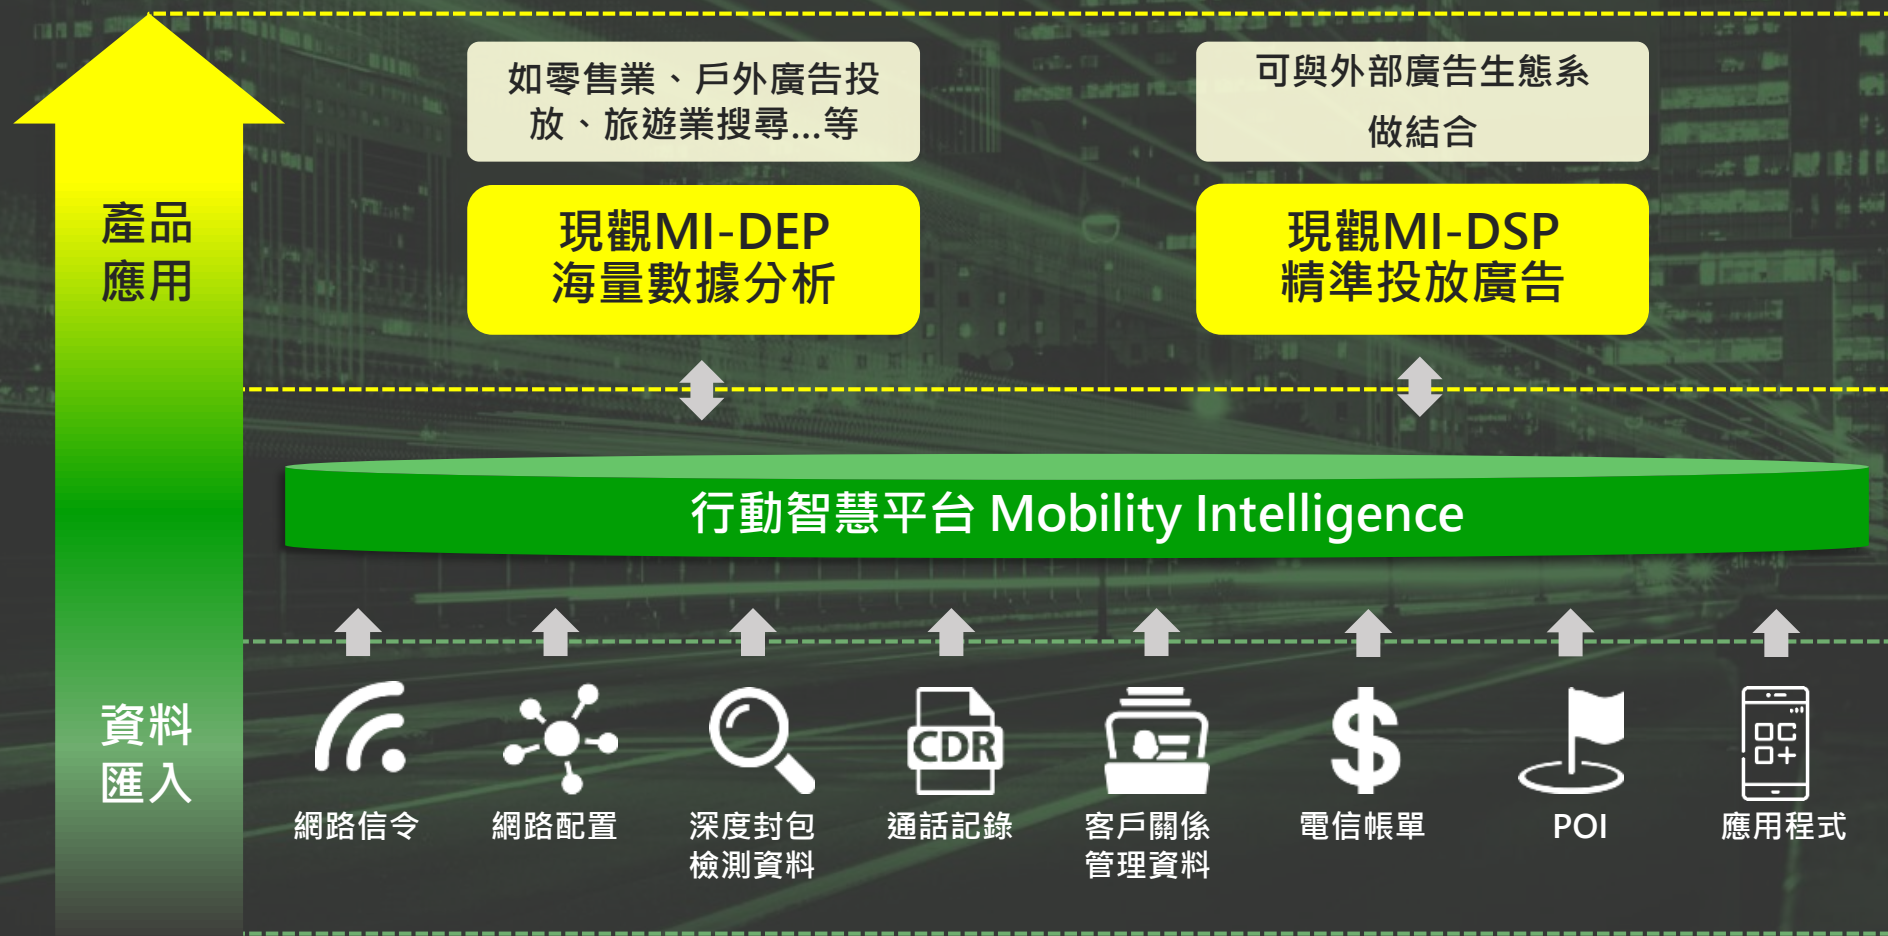 如零售業、戶外廣告投
放、旅遊業搜尋...等
可與外部廣告生態系
做結合
產品
應用
現觀MI-DEP
海量數據分析
現觀MI-DSP
精準投放廣告
行動智慧平台 Mobility Intelligence
資料
匯入
CDR
網路信令
網路配置
深度封包
檢測資料
通話記錄
客戶關係
管理資料
電信帳單
POI
應用程式